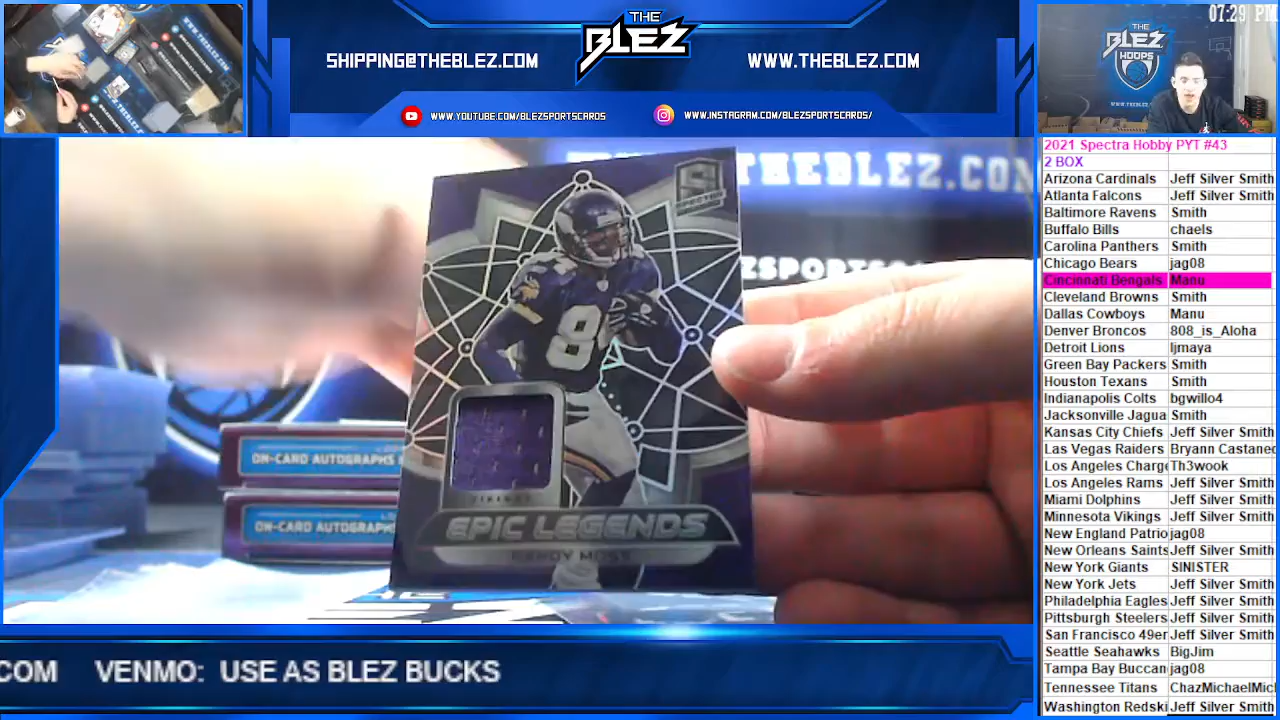 07:29 PM
THE
BLEZ
SHIPPING@THEBLEZ.COM
WWW.THEBLEZ.COM
WWW.YOUTUBE.COM/BLEZSPORTSCARDS
WWW.INSTAGRAM.COM/BLEZSPORTSCARDS/
THE
BLEZ
HOOPS
2021 Spectra Hobby PYT #43
2 BOX
Arizona Cardinals Jeff Silver Smith
Atlanta Falcons Jeff Silver Smith
Baltimore Ravens Smith
Buffalo Bills chaels
Carolina Panthers Smith
Chicago Bears jag08
Cincinnati Bengals Manu
Cleveland Browns Smith
Dallas Cowboys Manu
Denver Broncos 808_is_Aloha
Detroit Lions ljmaya
Green Bay Packers Smith
Houston Texans Smith
Indianapolis Colts bgwillo4
Jacksonville Jagua Smith
Kansas City Chiefs Jeff Silver Smith
Las Vegas Raiders Bryann Castaned
Los Angeles Charge Th3wook
Los Angeles Rams Jeff Silver Smith
Miami Dolphins Jeff Silver Smith
Minnesota Vikings Jeff Silver Smith
New England Patrio jag08
New Orleans Saints Jeff Silver Smith
New York Giants SINISTER
New York Jets Jeff Silver Smith
Philadelphia Eagles Jeff Silver Smith
Pittsburgh Steelers Jeff Silver Smith
San Francisco 49er Jeff Silver Smith
Seattle Seahawks BigJim
Tampa Bay Buccan jag08
Tennessee Titans ChazMichaelMich
Washington Redski Jeff Silver Smith
THEBLEZ.CO
ZSPORTSC
SPECTRA
84
VIKINGS
EPIC LEGENDS
RANDY MOSS
ON-CARD AUTOGRAPHS
ON-CARD AUTOGRAPHS
.COM VENMO: USE AS BLEZ BUCKS